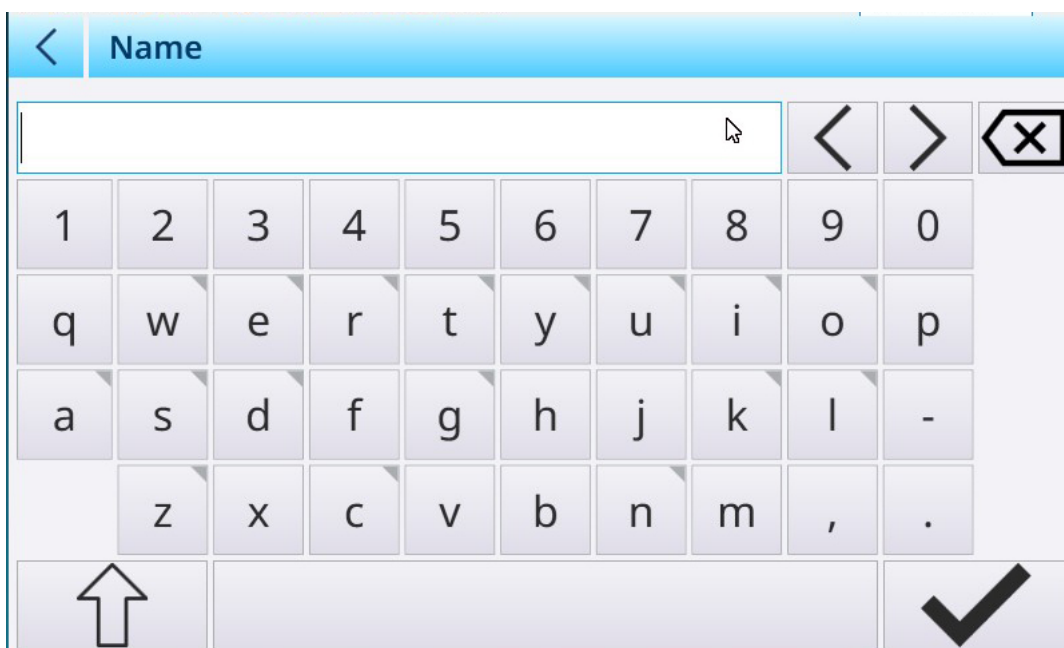 Name
1 2 3 4 5 6 7 8 9 0
q w e r t y u i o p
a s d f g h j k l -
z x c v b n m , .